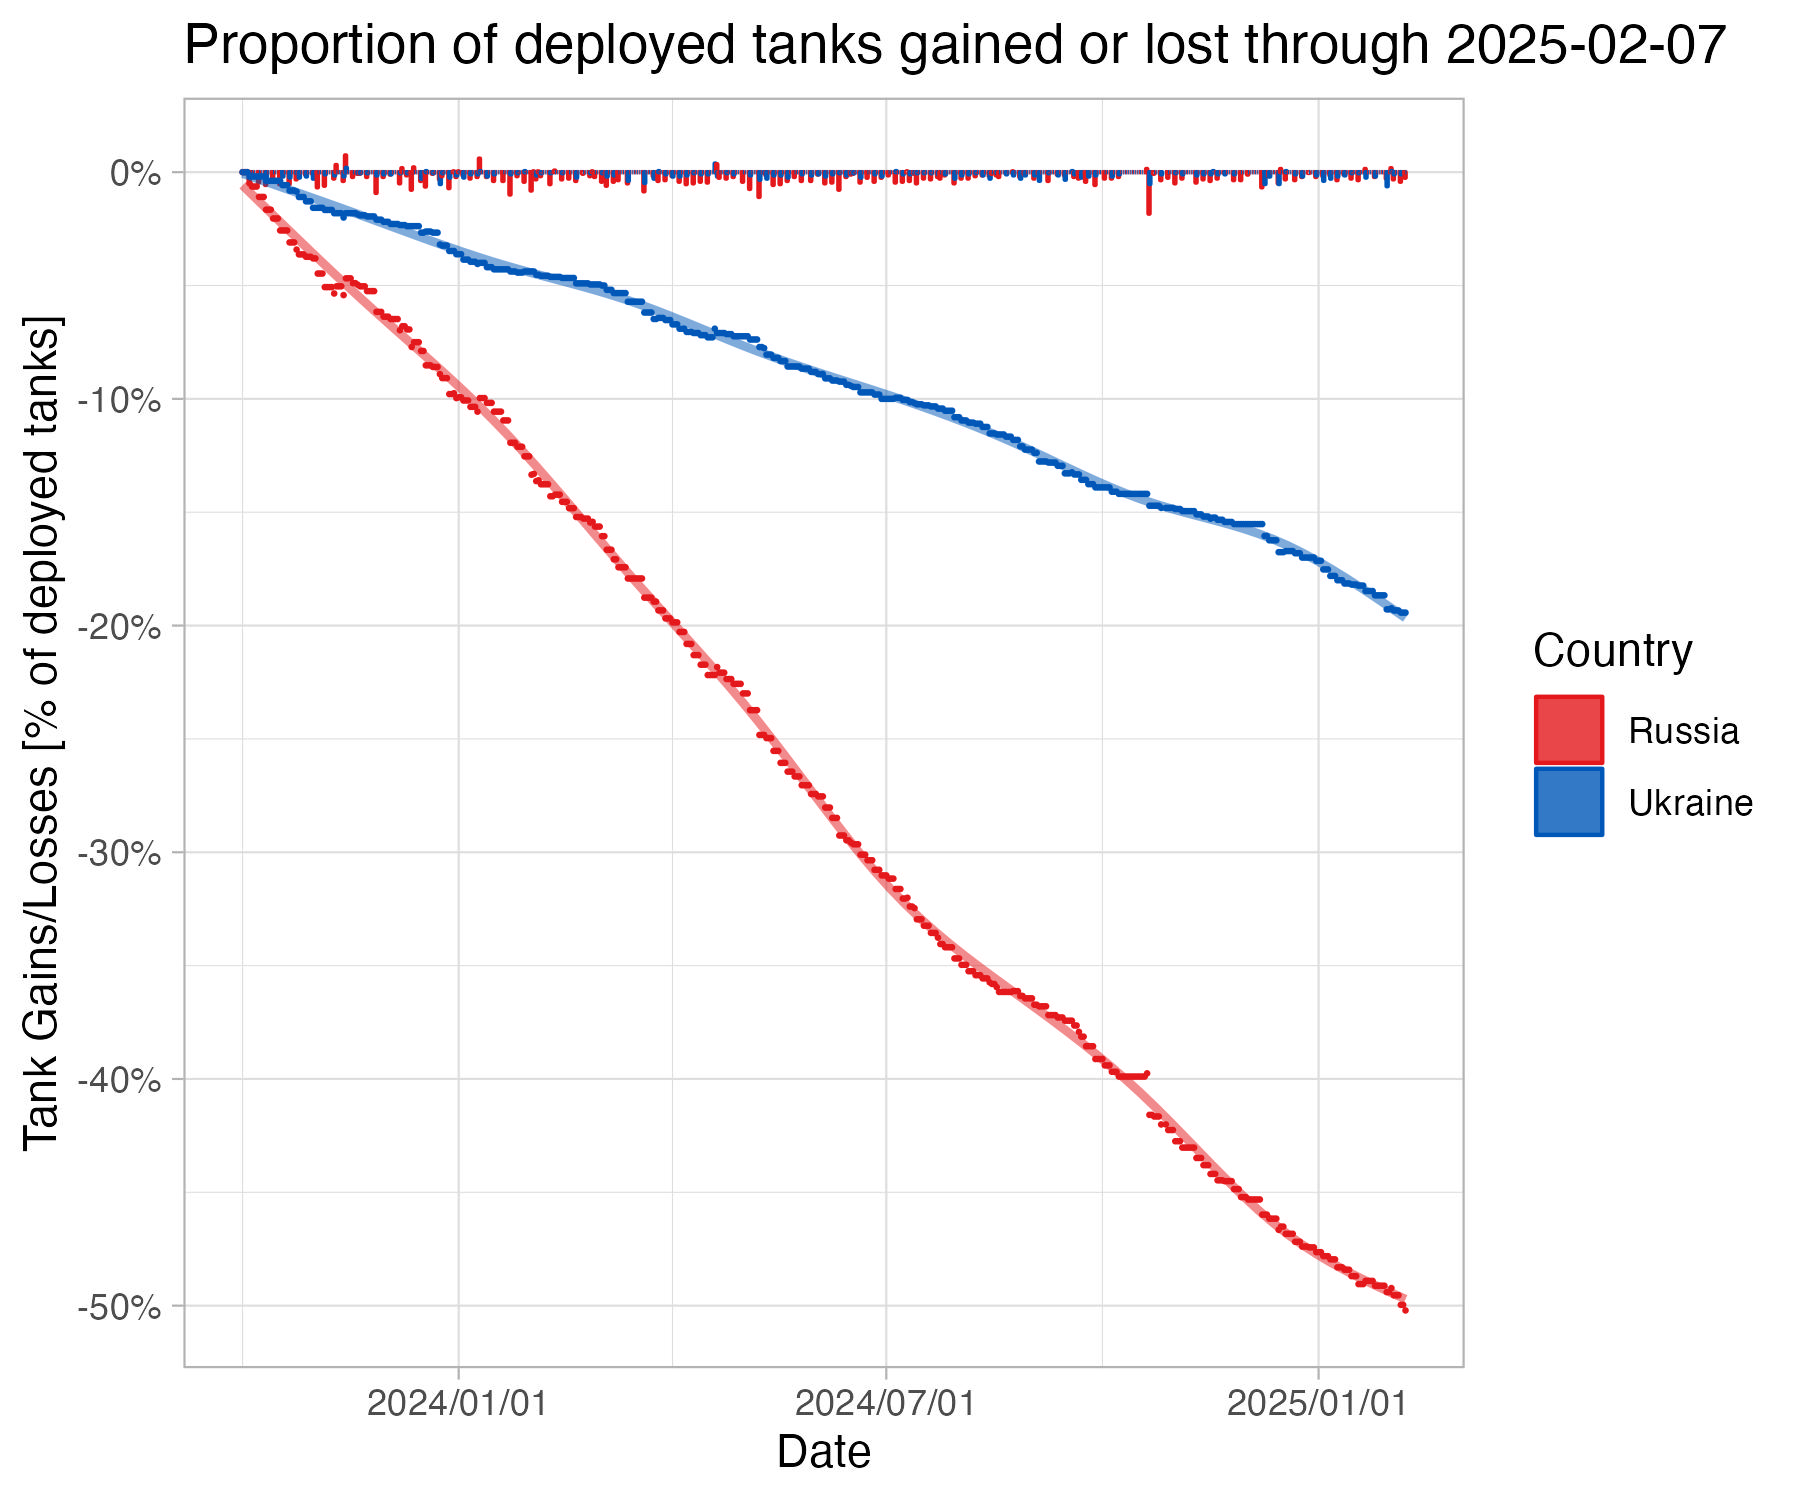 Proportion of deployed tanks gained or lost through 2025-02-07
Tank Gains/Losses [% of deployed tanks]
0%
-10%
-20%
-30%
-40%
-50%
2024/01/01
2024/07/01
2025/01/01
Date
Country
Russia
Ukraine